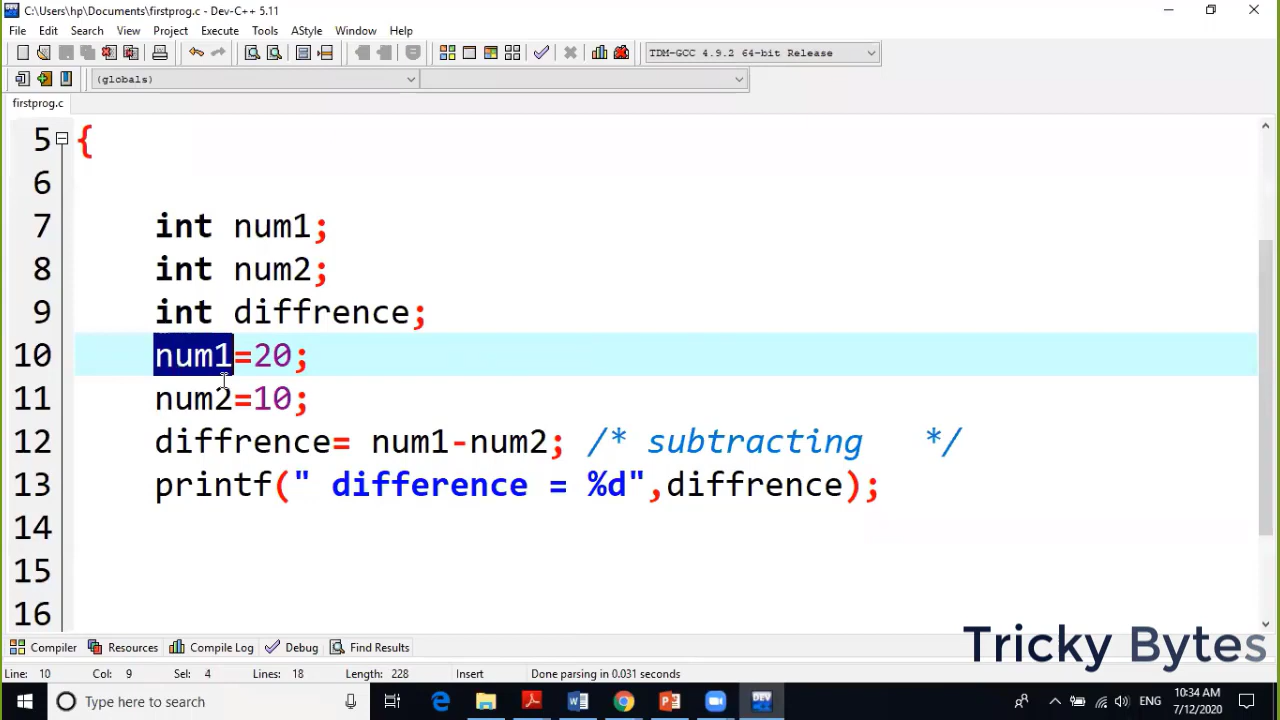 C:\Users\hp\Documents\firstprog.c - Dev-C++ 5.11
File Edit Search View Project Execute Tools AStyle Window Help
TDM-GCC 4.9.2 64-bit Release
(globals)
firstprog.c
5 {
6
7 int num1;
8 int num2;
9 int diffrence;
10 num1=20;
11 num2=10;
12 diffrence= num1-num2; /* subtracting */
13 printf(" difference = %d",diffrence);
14
15
16
Tricky Bytes
Compiler Resources Compile Log Debug Find Results
Line: 10 Col: 9 Sel: 4 Lines: 18 Length: 228 Insert Done parsing in 0.031 seconds
Type here to search
DEV
ENG
10:34 AM
7/12/2020